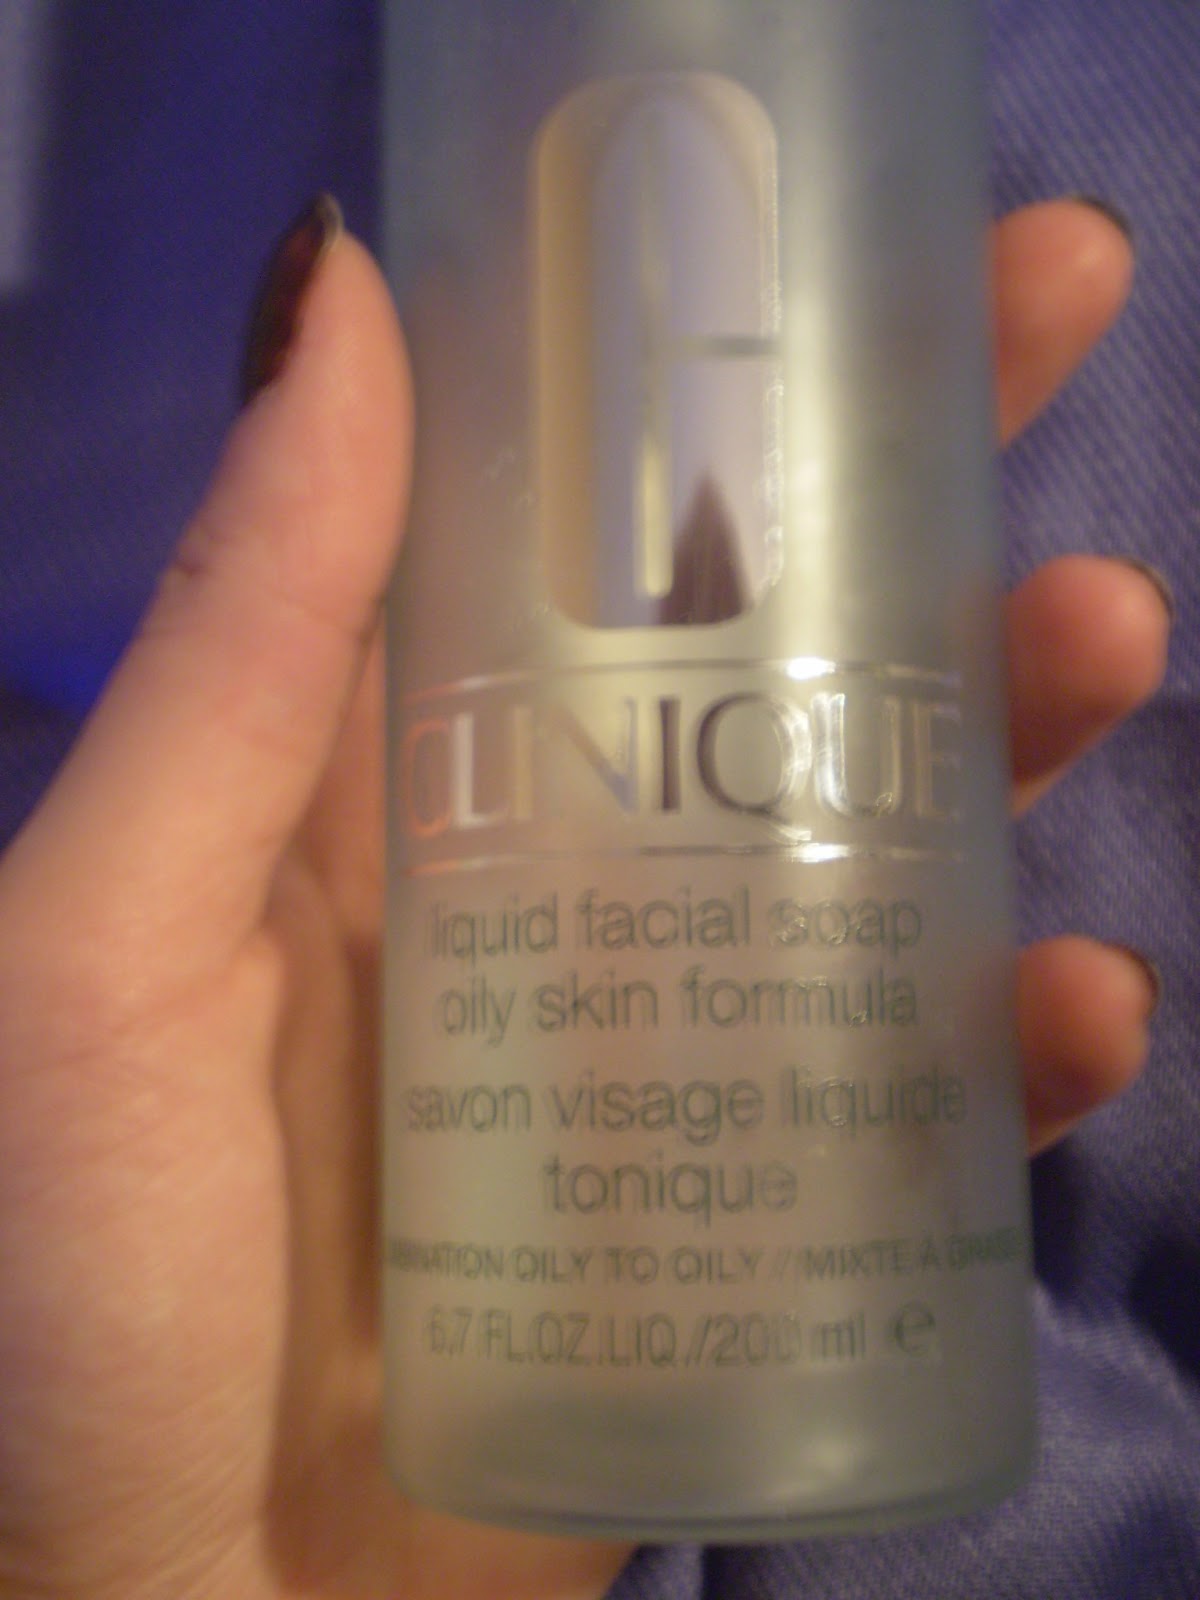 CLINIQUE
liquid facial soap
oily skin formula
savon visage liquide
tonique
OILY TO OILY // MIXTE À
6.7 FL.OZ.LIQ./200 ml e